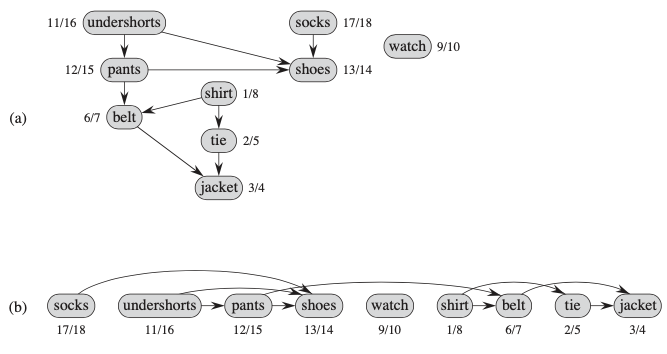 11/16 undershorts socks 17/18
watch 9/10
12/15 pants shoes 13/14
shirt 1/8
(a) 6/7 belt
tie 2/5
jacket 3/4
(b) socks undershorts pants shoes watch shirt belt tie jacket
17/18 11/16 12/15 13/14 9/10 1/8 6/7 2/5 3/4